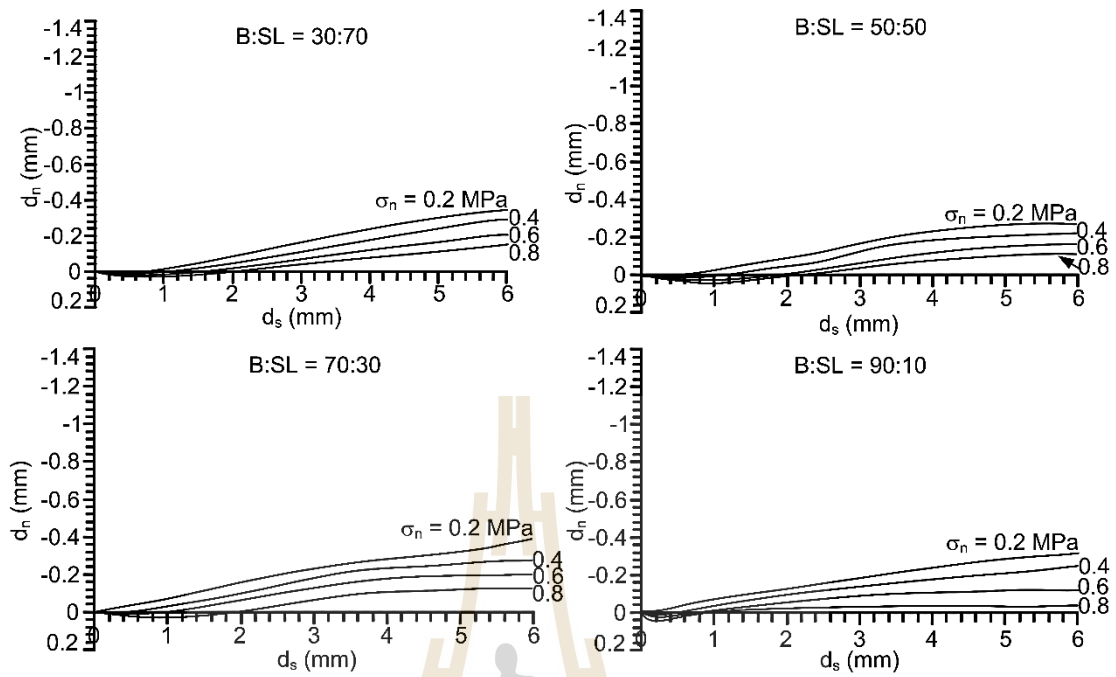 B:SL = 30:70
-1.4
-1.2
-1
-0.8
-0.6
-0.4
-0.2
0
0.2
dₙ (mm)
σₙ = 0.2 MPa
0.4
0.6
0.8
0 1 2 3 4 5 6
dₛ (mm)
B:SL = 50:50
-1.4
-1.2
-1
-0.8
-0.6
-0.4
-0.2
0
0.2
dₙ (mm)
σₙ = 0.2 MPa
0.4
0.6
0.8
0 1 2 3 4 5 6
dₛ (mm)
B:SL = 70:30
-1.4
-1.2
-1
-0.8
-0.6
-0.4
-0.2
0
0.2
dₙ (mm)
σₙ = 0.2 MPa
0.4
0.6
0.8
0 1 2 3 4 5 6
dₛ (mm)
B:SL = 90:10
-1.4
-1.2
-1
-0.8
-0.6
-0.4
-0.2
0
0.2
dₙ (mm)
σₙ = 0.2 MPa
0.4
0.6
0.8
0 1 2 3 4 5 6
dₛ (mm)